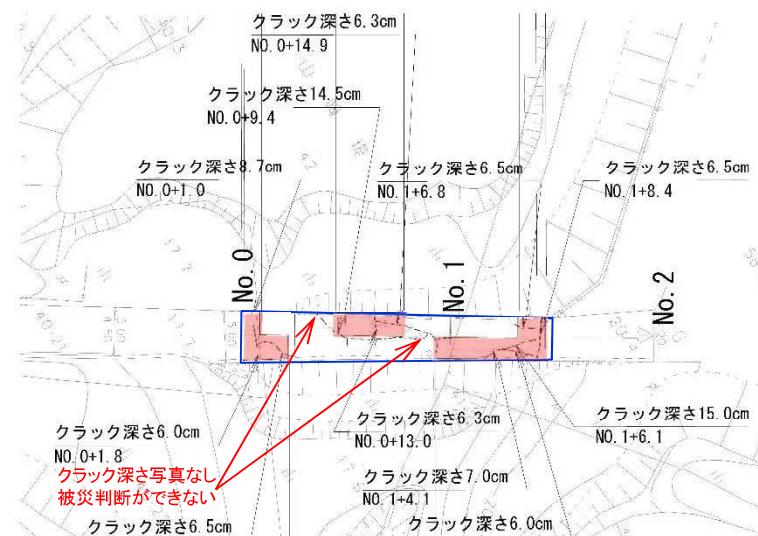 クラック深さ6.3cm
NO.0+14.9
クラック深さ14.5cm
NO.0+9.4
クラック深さ8.7cm
NO.0+1.0
クラック深さ6.5cm
NO.1+6.8
クラック深さ6.5cm
NO.1+8.4
No.0
No.1
No.2
クラック深さ6.0cm
NO.0+1.8
クラック深さ写真なし
被災判断ができない
クラック深さ6.3cm
NO.0+13.0
クラック深さ15.0cm
NO.1+6.1
クラック深さ7.0cm
NO.1+4.1
クラック深さ6.5cm
クラック深さ6.0cm